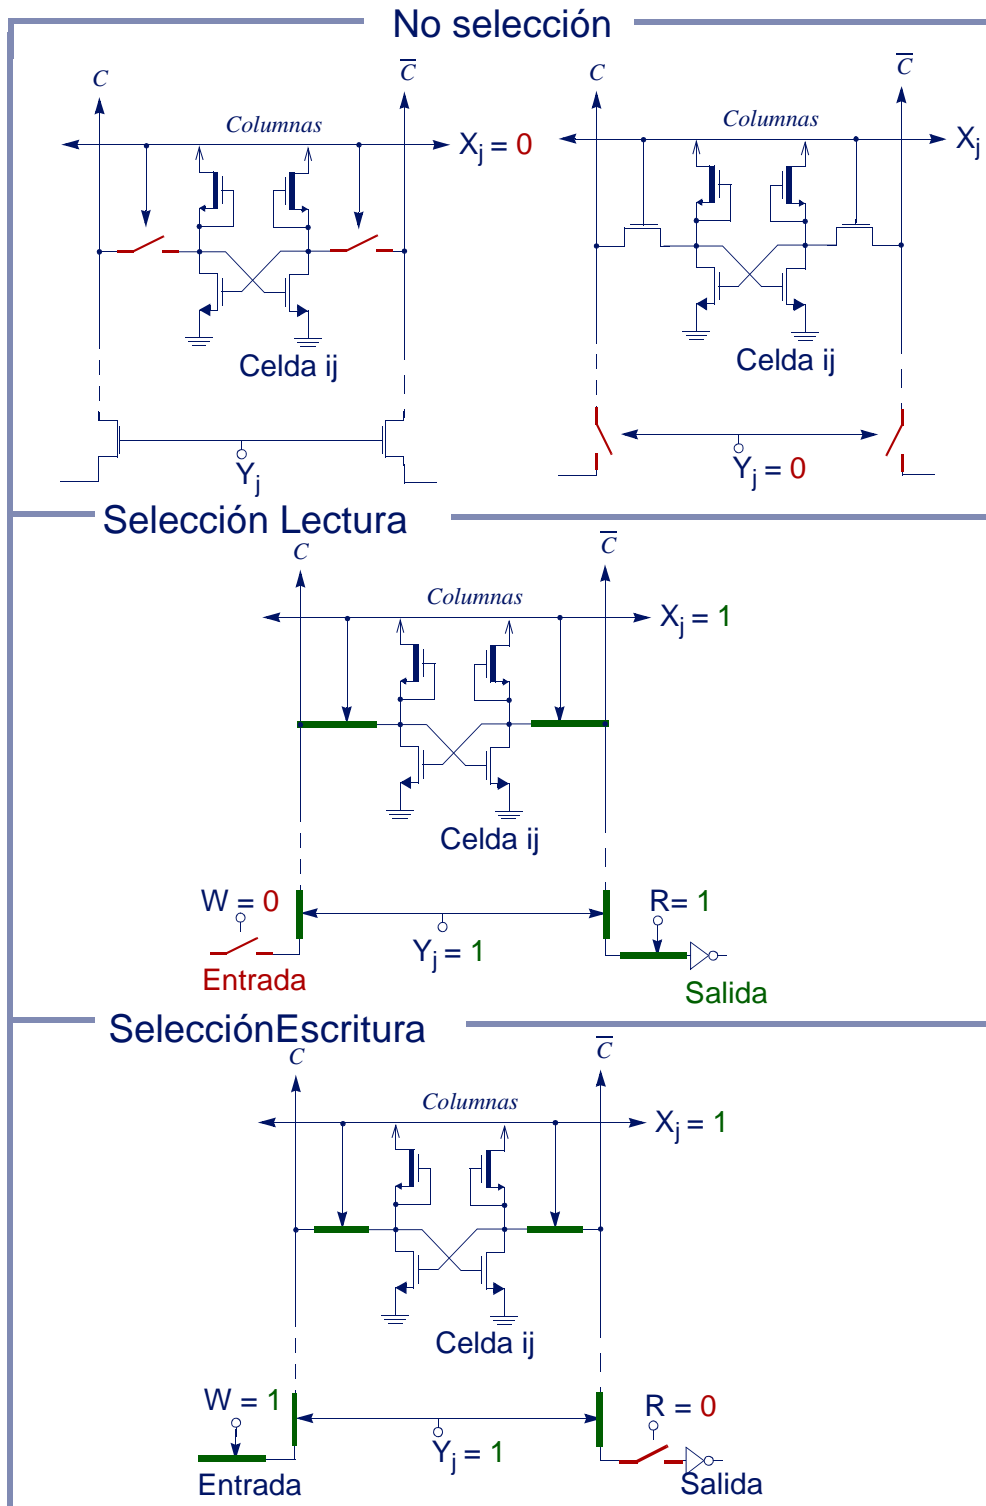 No selección
C
C̅
Columnas
Xj = 0
Celda ij
Yj
C
C̅
Columnas
Xj
Celda ij
Yj = 0
Selección Lectura
C
C̅
Columnas
Xj = 1
Celda ij
W = 0
R= 1
Yj = 1
Entrada
Salida
SelecciónEscritura
C
C̅
Columnas
Xj = 1
Celda ij
W = 1
R = 0
Yj = 1
Entrada
Salida